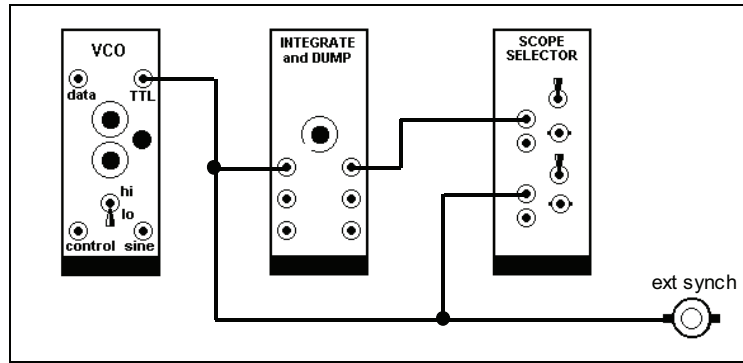 VCO
data
TTL
hi
lo
control
sine
INTEGRATE
and DUMP
SCOPE
SELECTOR
ext synch